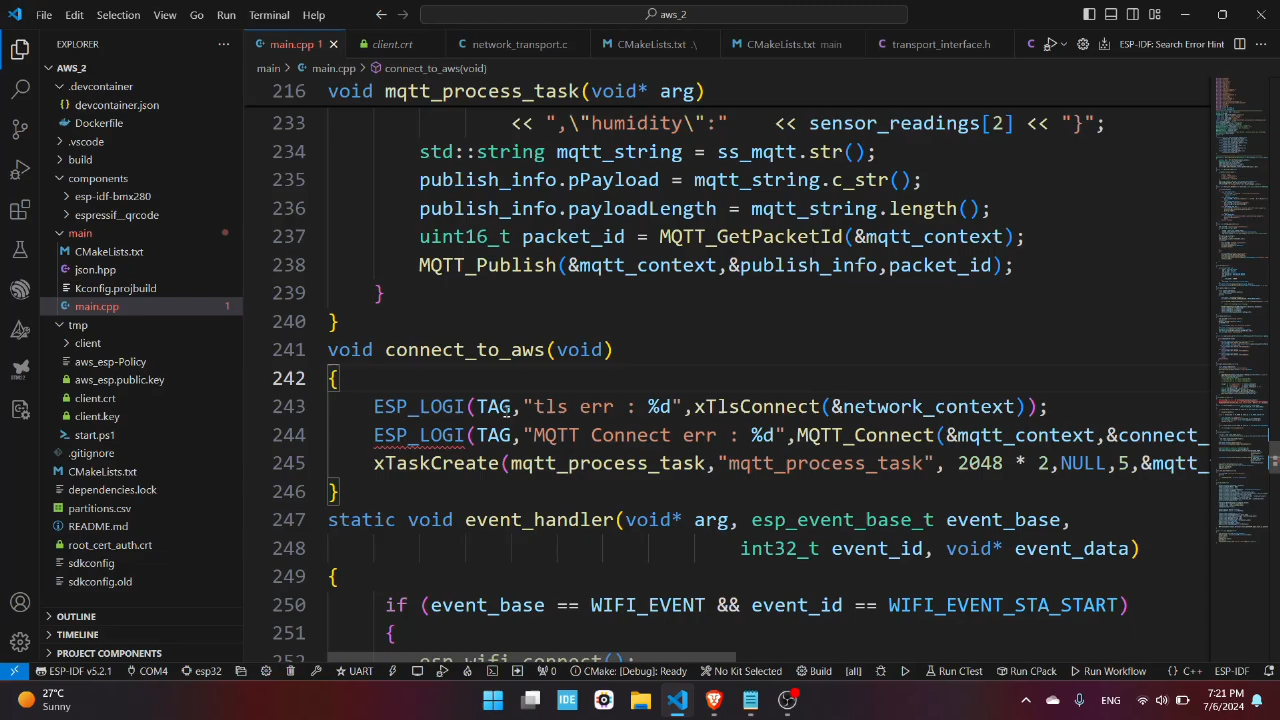 File Edit Selection View Go Run Terminal Help aws_2
EXPLORER main.cpp 1 client.crt network_transport.c CMakeLists.txt .\ CMakeLists.txt main transport_interface.h ESP-IDF: Search Error Hint
AWS_2
main > main.cpp > connect_to_aws(void)
.devcontainer
devcontainer.json
Dockerfile
.vscode
build
components
esp-idf-bmx280
espressif__qrcode
main
CMakeLists.txt
json.hpp
Kconfig.projbuild
main.cpp 1
tmp
client
aws_esp-Policy
aws_esp.public.key
client.crt
client.key
start.ps1
.gitignore
CMakeLists.txt
dependencies.lock
partitions.csv
README.md
root_cert_auth.crt
sdkconfig
sdkconfig.old
OUTLINE
TIMELINE
PROJECT COMPONENTS
216 void mqtt_process_task(void* arg)
233 << ",\"humidity\":" << sensor_readings[2] << "}";
234 std::string mqtt_string = ss_mqtt.str();
235 publish_info.pPayload = mqtt_string.c_str();
236 publish_info.payloadLength = mqtt_string.length();
237 uint16_t packet_id = MQTT_GetPacketId(&mqtt_context);
238 MQTT_Publish(&mqtt_context,&publish_info,packet_id);
239 }
240 }
241 void connect_to_aws(void)
242 {
243 ESP_LOGI(TAG,"tls err : %d",xTlsConnect(&network_context));
244 ESP_LOGI(TAG,"MQTT Connect err : %d",MQTT_Connect(&mqtt_context,&connect_
245 xTaskCreate(mqtt_process_task,"mqtt_process_task", 2048 * 2,NULL,5,&mqtt_
246 }
247 static void event_handler(void* arg, esp_event_base_t event_base,
248 int32_t event_id, void* event_data)
249 {
250 if (event_base == WIFI_EVENT && event_id == WIFI_EVENT_STA_START)
251 {
252 esp_wifi_connect();
ESP-IDF v5.2.1 COM4 esp32 UART 0 CMake: [Debug]: Ready No Kit Selected Build [all] Run CTest Run CPack Run Workflow C++ ESP-IDF
27°C
Sunny
IDE
ENG
7:21 PM
7/6/2024